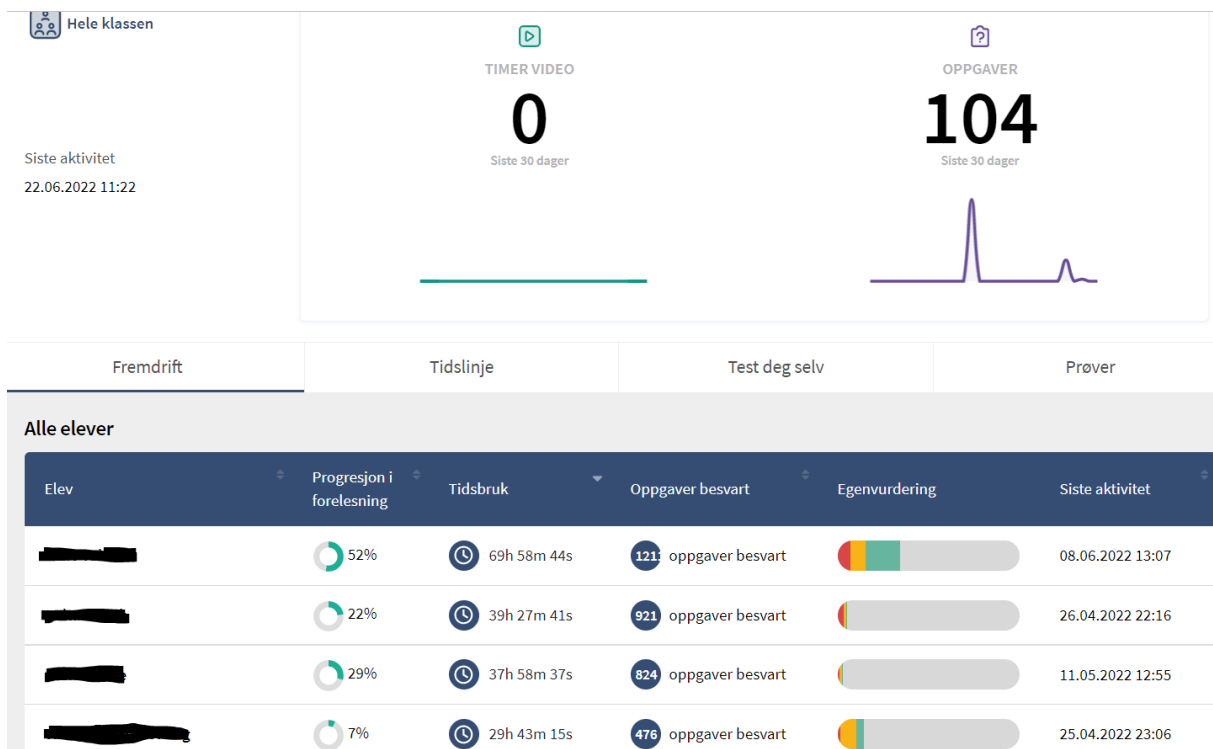 Hele klassen
TIMER VIDEO
0
Siste 30 dager
OPPGAVER
104
Siste 30 dager
Siste aktivitet
22.06.2022 11:22
Fremdrift Tidslinje Test deg selv Prøver
Alle elever
Elev Progresjon i forelesning Tidsbruk Oppgaver besvart Egenvurdering Siste aktivitet
52% 69h 58m 44s oppgaver besvart 08.06.2022 13:07
22% 39h 27m 41s 921 oppgaver besvart 26.04.2022 22:16
29% 37h 58m 37s 824 oppgaver besvart 11.05.2022 12:55
7% 29h 43m 15s 476 oppgaver besvart 25.04.2022 23:06